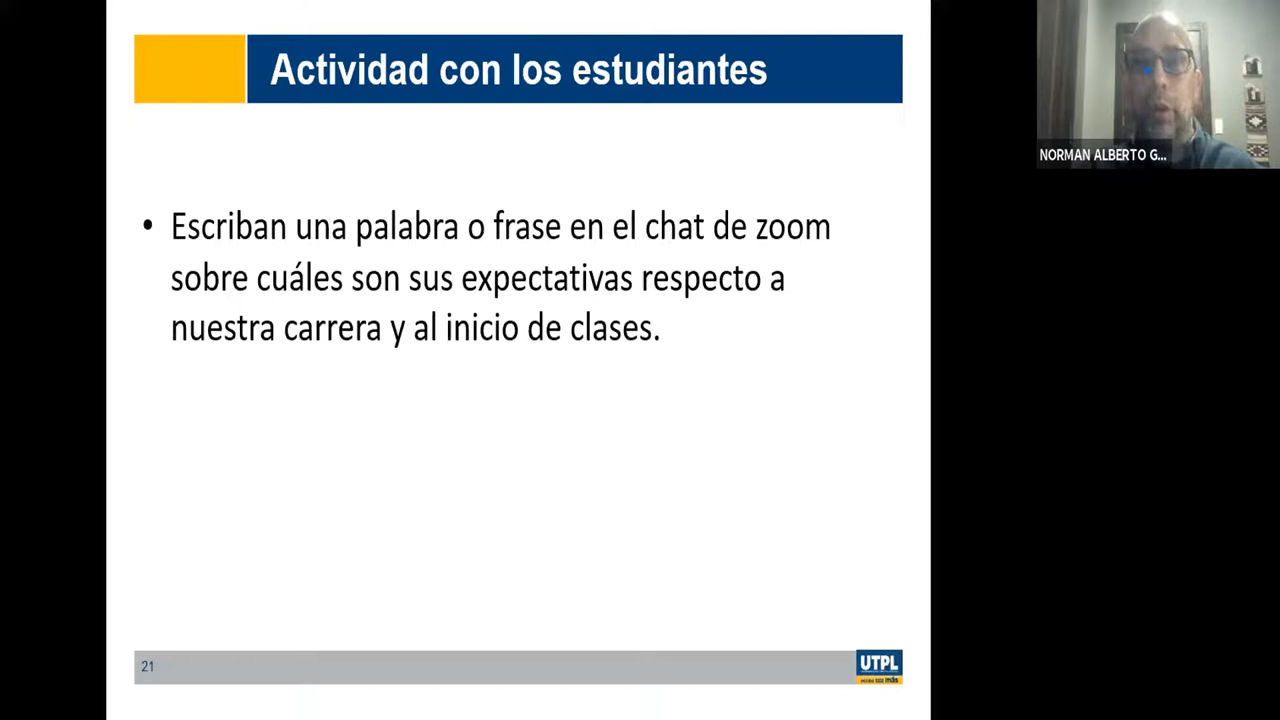 Actividad con los estudiantes
NORMAN ALBERTO G...
• Escriban una palabra o frase en el chat de zoom
sobre cuáles son sus expectativas respecto a
nuestra carrera y al inicio de clases.
21
UTPL